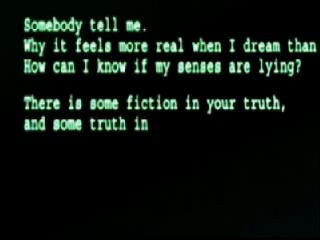 Somebody tell me.
Why it feels more real when I dream than
How can I know if my senses are lying?
There is some fiction in your truth,
and some truth in